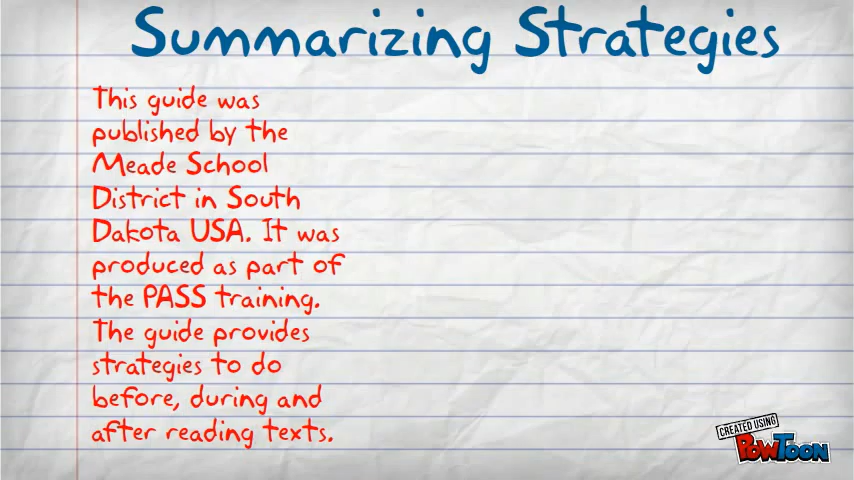 Summarizing Strategies
This guide was
published by the
Meade School
District in South
Dakota USA. It was
produced as part of
the PASS training.
The guide provides
strategies to do
before, during and
after reading texts.
CREATED USING
POWTOON